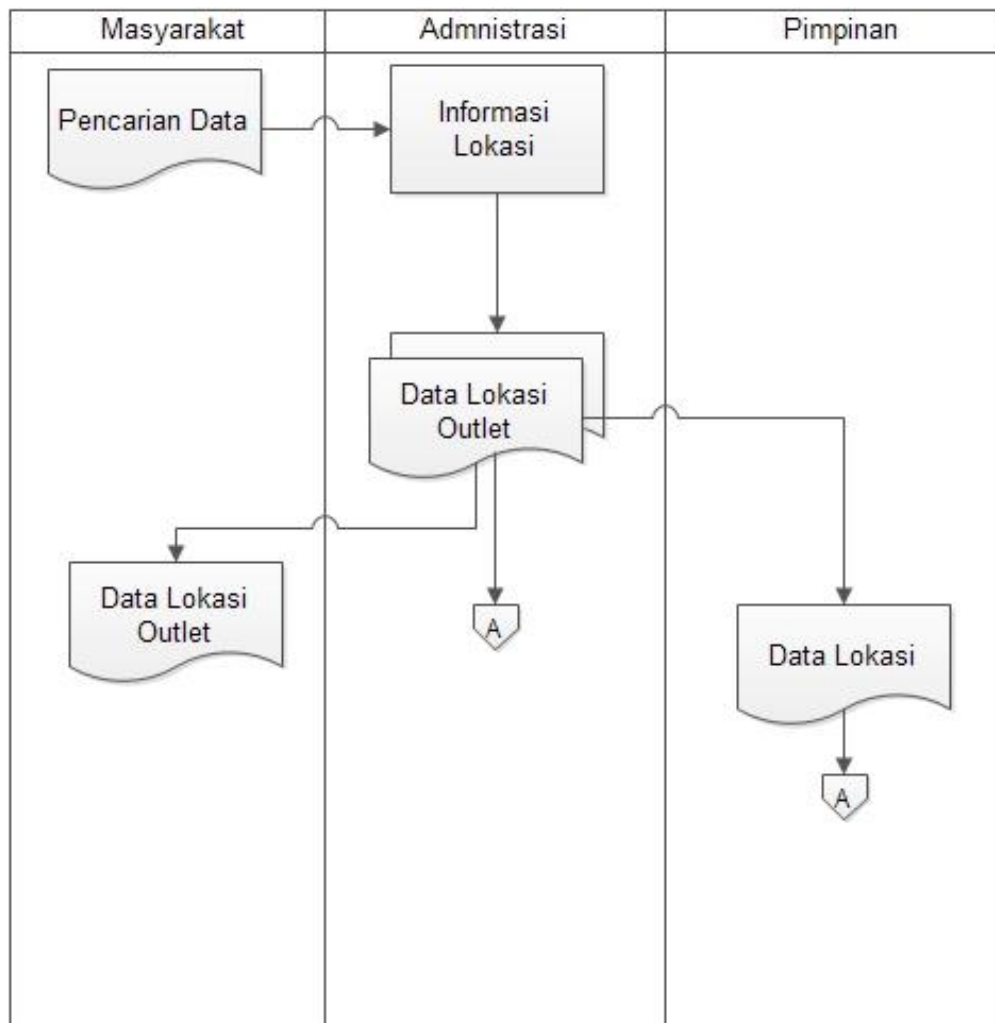 Masyarakat
Admnistrasi
Pimpinan
Pencarian Data
Informasi
Lokasi
Data Lokasi
Outlet
Data Lokasi
Outlet
A
Data Lokasi
A